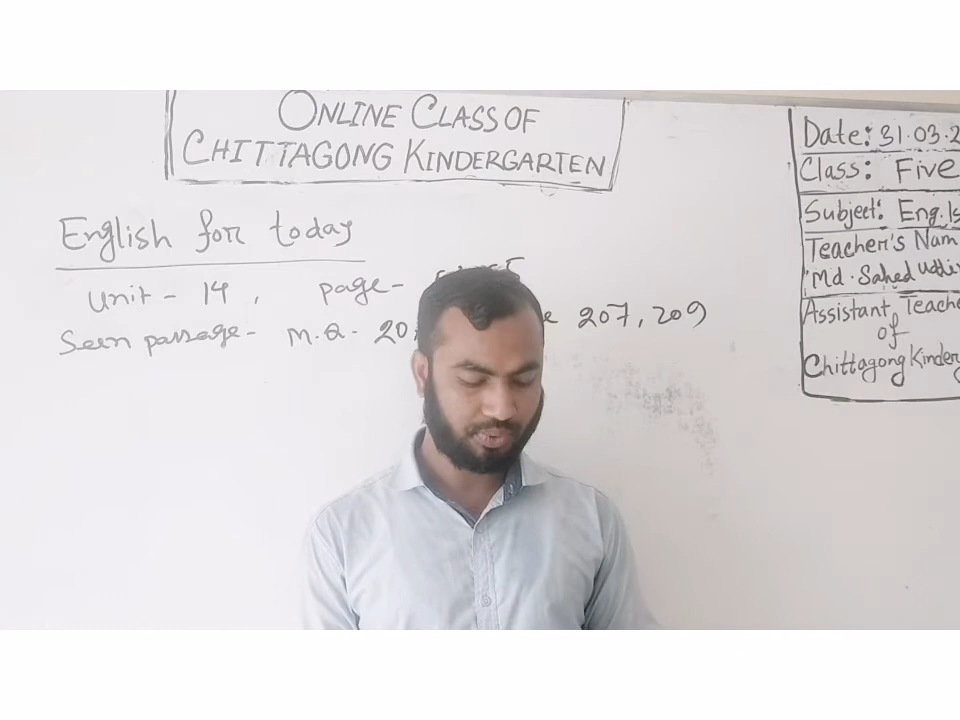 ONLINE CLASS OF
CHITTAGONG KINDERGARTEN
English for today
Unit - 14, page-
Seen passage - M.Q - 20 207, 209
Date: 31.03.2
Class: Five
Subject: Eng.
Teacher's Nam
Md. Sahed Uddi
Assistant Teache
of
Chittagong Kinder